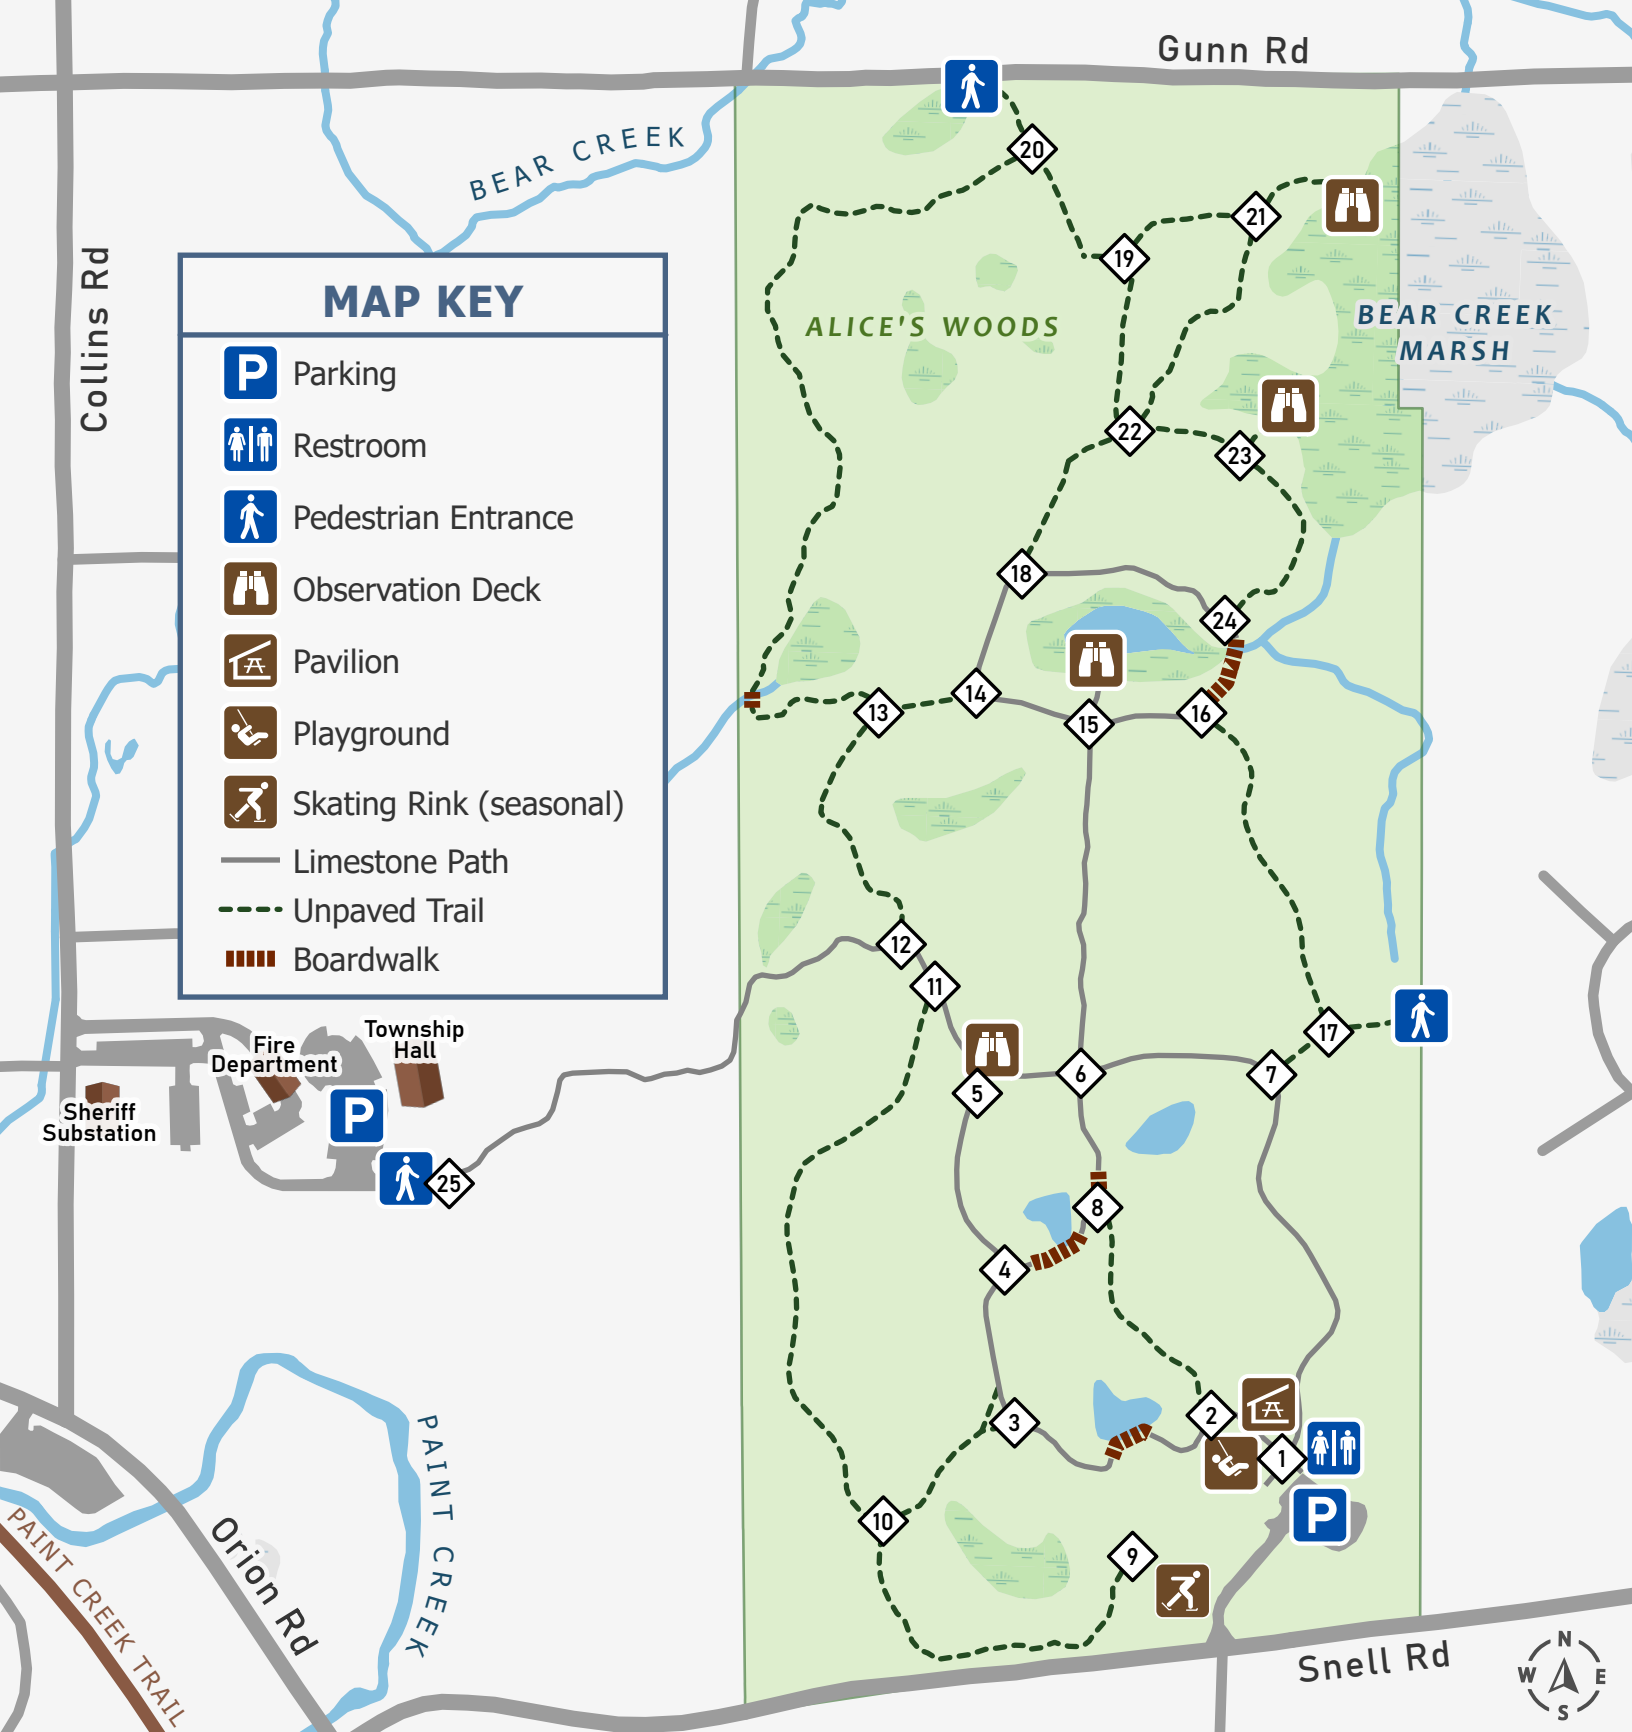 Gunn Rd
BEAR CREEK
Collins Rd
MAP KEY
P Parking
Restroom
Pedestrian Entrance
Observation Deck
Pavilion
Playground
Skating Rink (seasonal)
Limestone Path
Unpaved Trail
Boardwalk
20
21
19
ALICE'S WOODS
BEAR CREEK
MARSH
22
23
18
24
14
13
15
16
12
11
17
6
7
5
8
4
2
3
1
P
10
9
Township
Hall
Fire
Department
P
Sheriff
Substation
25
PAINT CREEK
Orion Rd
PAINT CREEK TRAIL
Snell Rd
N
W E
S